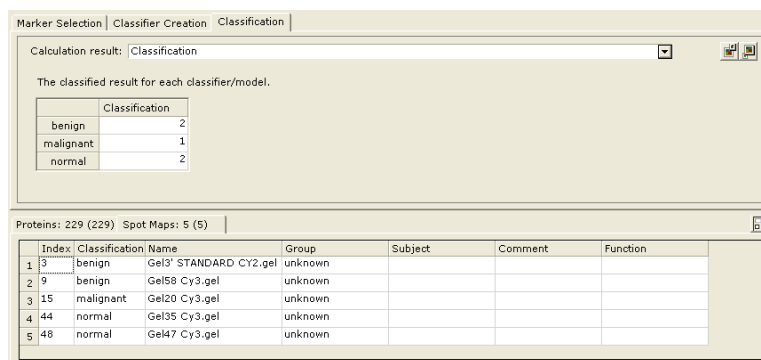 Marker Selection Classifier Creation Classification
Calculation result: Classification
The classified result for each classifier/model.
Classification
benign 2
malignant 1
normal 2
Proteins: 229 (229) Spot Maps: 5 (5)
Index Classification Name Group Subject Comment Function
1 3 benign Gel3' STANDARD CY2.gel unknown
2 9 benign Gel58 Cy3.gel unknown
3 15 malignant Gel20 Cy3.gel unknown
4 44 normal Gel35 Cy3.gel unknown
5 48 normal Gel47 Cy3.gel unknown